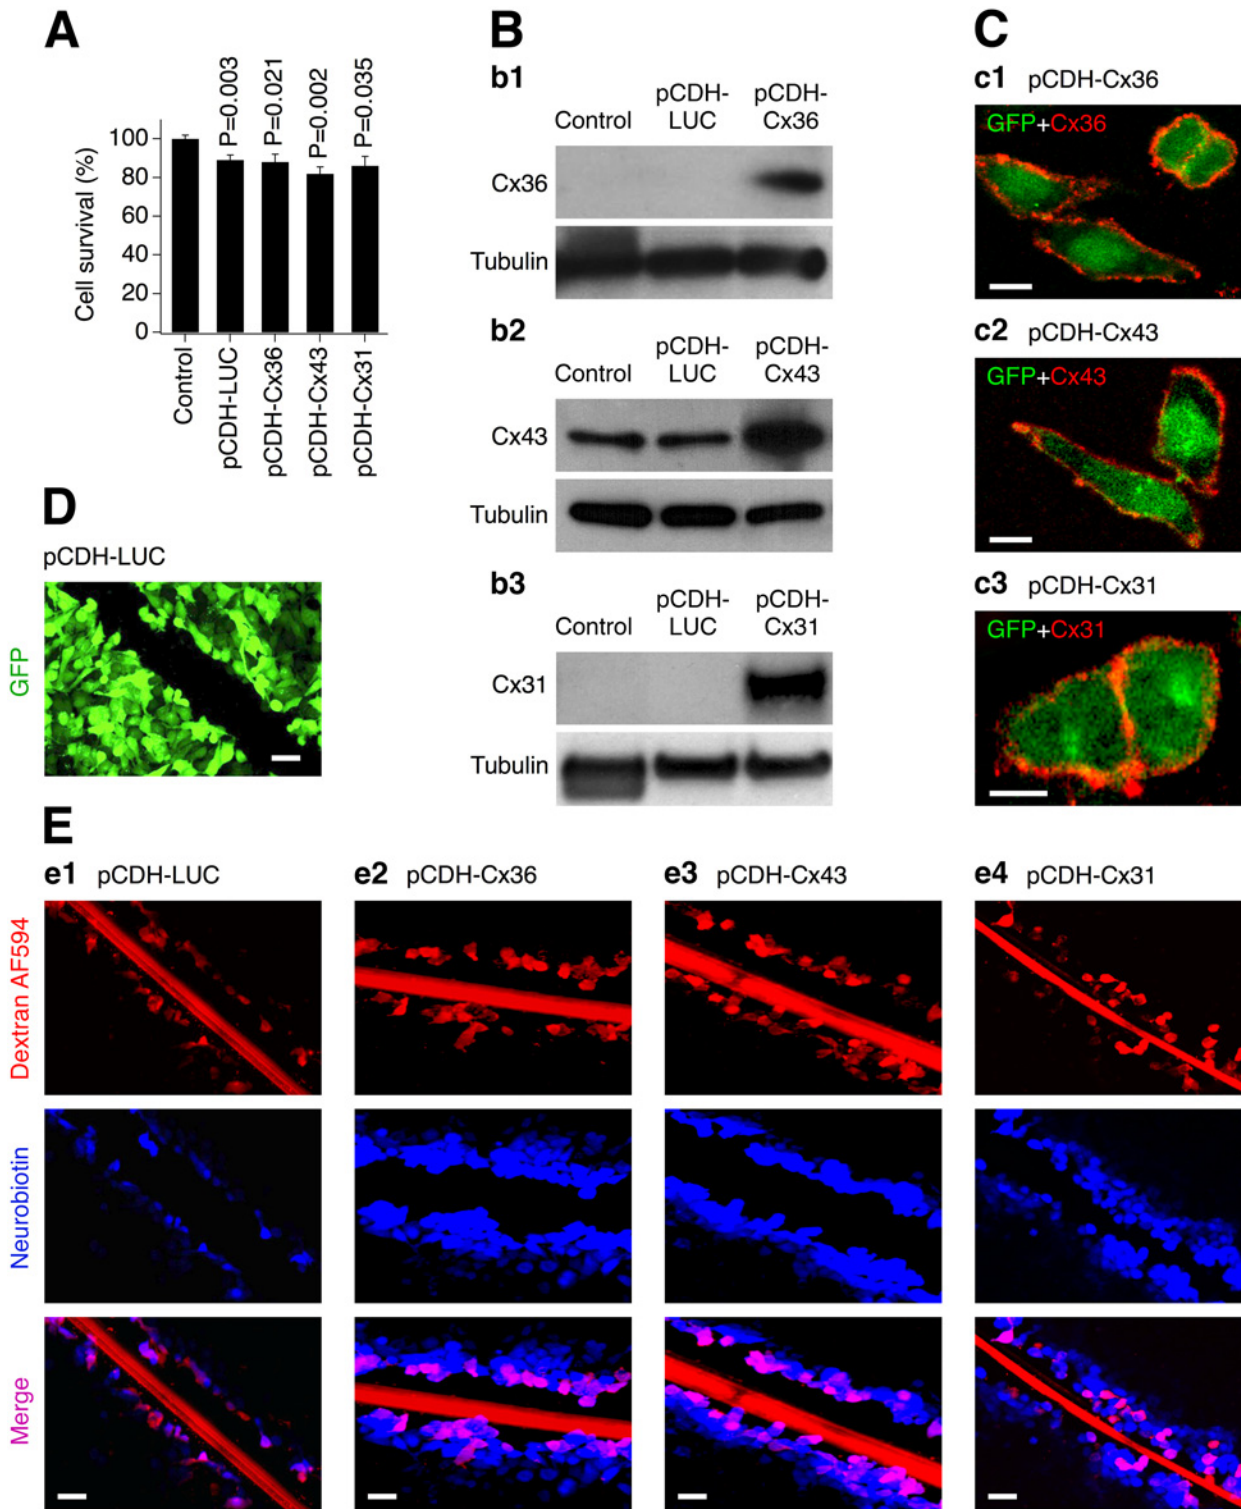 A
P=0.003
P=0.021
P=0.002
P=0.035
Cell survival (%)
100
80
60
40
20
0
Control
pCDH-LUC
pCDH-Cx36
pCDH-Cx43
pCDH-Cx31
B
b1
Control
pCDH-
LUC
pCDH-
Cx36
Cx36
Tubulin
b2
Control
pCDH-
LUC
pCDH-
Cx43
Cx43
Tubulin
b3
Control
pCDH-
LUC
pCDH-
Cx31
Cx31
Tubulin
C
c1 pCDH-Cx36
GFP+Cx36
c2 pCDH-Cx43
GFP+Cx43
c3 pCDH-Cx31
GFP+Cx31
D
pCDH-LUC
GFP
E
e1 pCDH-LUC
e2 pCDH-Cx36
e3 pCDH-Cx43
e4 pCDH-Cx31
Dextran AF594
Neurobiotin
Merge